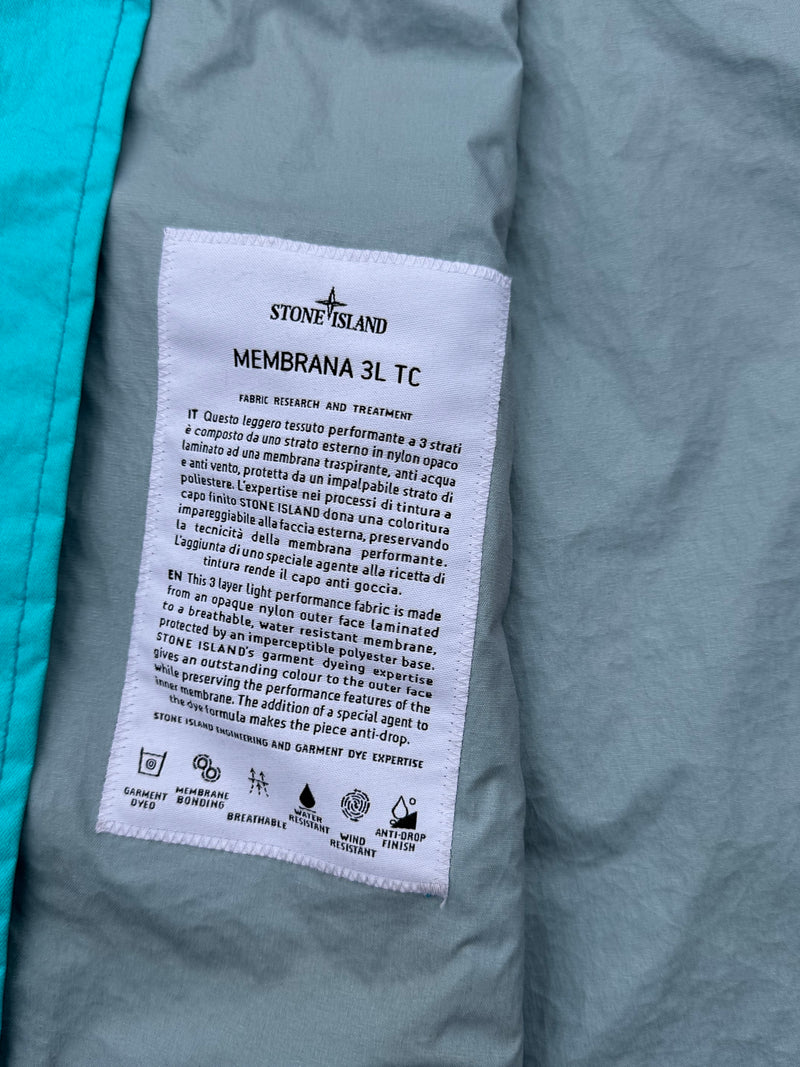 STONE ISLAND
MEMBRANA 3L TC
FABRIC RESEARCH AND TREATMENT
IT Questo leggero tessuto performante a 3 strati
è composto da uno strato esterno in nylon opaco
laminato ad una membrana traspirante, anti acqua
e anti vento, protetta da un impalpabile strato di
poliestere. L'expertise nei processi di tintura a
capo finito STONE ISLAND dona una coloritura
impareggiabile alla faccia esterna, preservando
la tecnicità della membrana performante.
L'aggiunta di uno speciale agente alla ricetta di
tintura rende il capo anti goccia.
EN This 3 layer light performance fabric is made
from an opaque nylon outer face laminated
to a breathable, water resistant membrane,
protected by an imperceptible polyester base.
STONE ISLAND's garment dyeing expertise
gives an outstanding colour to the outer face
while preserving the performance features of the
inner membrane. The addition of a special agent to
the dye formula makes the piece anti-drop.
STONE ISLAND ENGINEERING AND GARMENT DYE EXPERTISE
GARMENT
DYED
MEMBRANE
BONDING
BREATHABLE
WATER
RESISTANT
WIND
RESISTANT
ANTI-DROP
FINISH